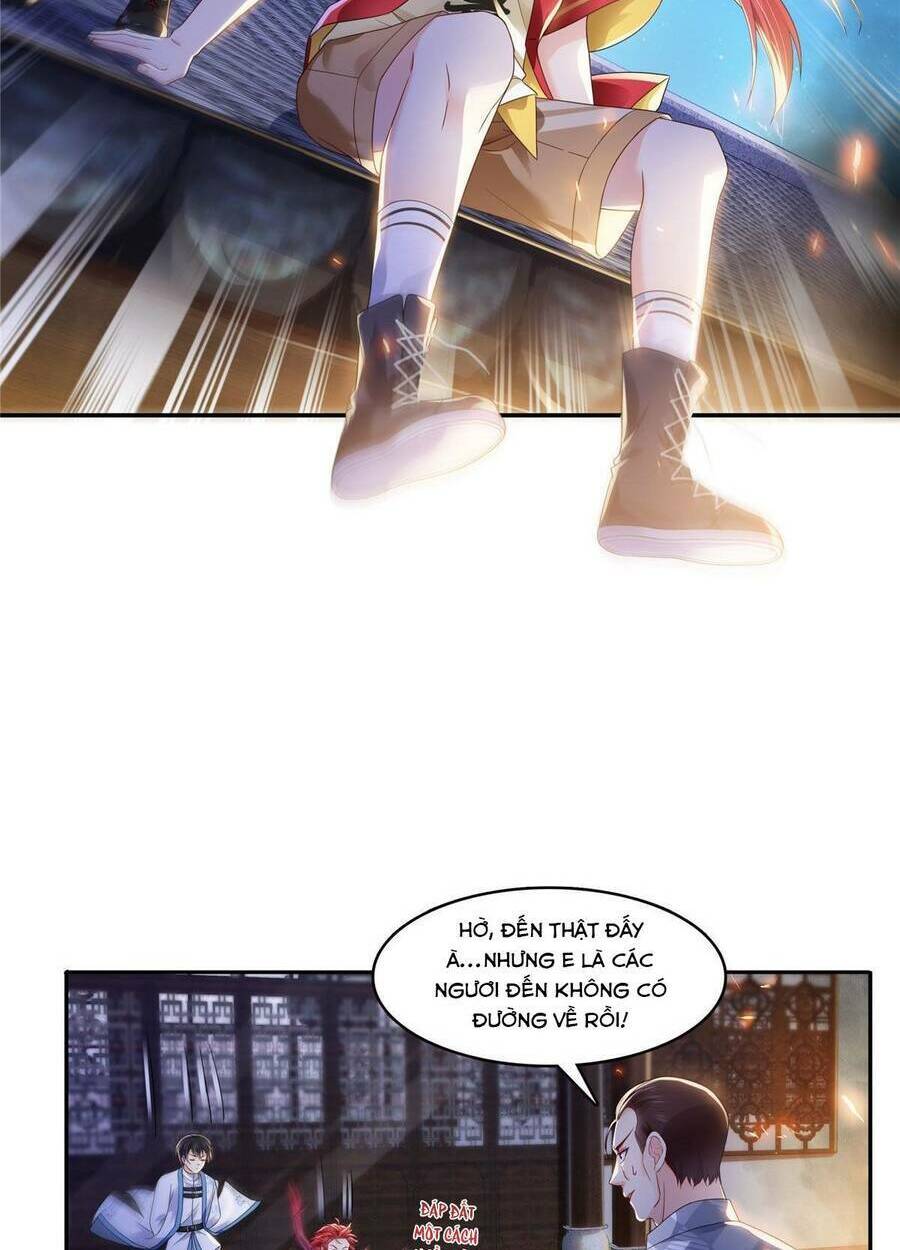 HỜ, ĐẾN THẬT ĐẤY
À...NHƯNG E LÀ CÁC
NGƯƠI ĐẾN KHÔNG CÓ
ĐƯỜNG VỀ RỒI!
ĐÁP ĐẤT
MỘT CÁCH